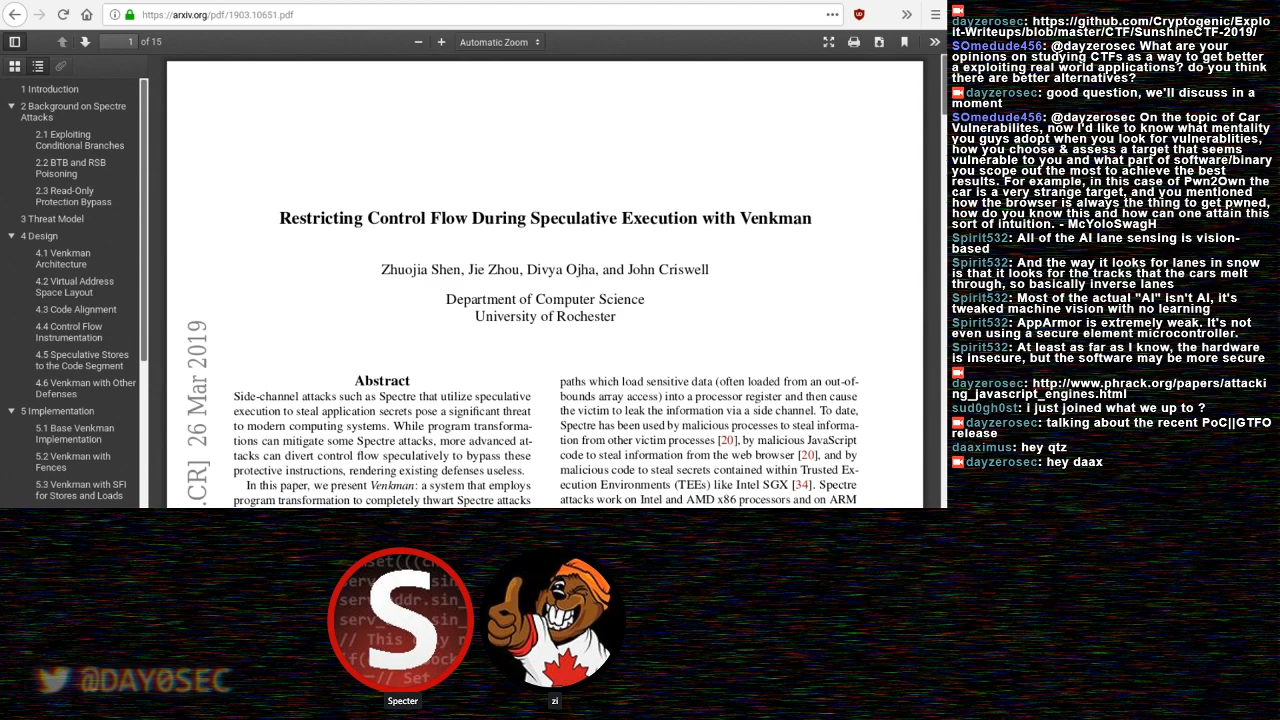 https://arxiv.org/pdf/1903.10651.pdf
1
of 15
Automatic Zoom
1 Introduction
2 Background on Spectre
Attacks
2.1 Exploiting
Conditional Branches
2.2 BTB and RSB
Poisoning
2.3 Read-Only
Protection Bypass
3 Threat Model
4 Design
4.1 Venkman
Architecture
4.2 Virtual Address
Space Layout
4.3 Code Alignment
4.4 Control Flow
Instrumentation
4.5 Speculative Stores
to the Code Segment
4.6 Venkman with Other
Defenses
5 Implementation
5.1 Base Venkman
Implementation
5.2 Venkman with
Fences
5.3 Venkman with SFI
for Stores and Loads
Restricting Control Flow During Speculative Execution with Venkman
Zhuojia Shen, Jie Zhou, Divya Ojha, and John Criswell
Department of Computer Science
University of Rochester
.CR] 26 Mar 2019
Abstract
Side-channel attacks such as Spectre that utilize speculative
execution to steal application secrets pose a significant threat
to modern computing systems. While program transforma-
tions can mitigate some Spectre attacks, more advanced at-
tacks can divert control flow speculatively to bypass these
protective instructions, rendering existing defenses useless.
In this paper, we present Venkman: a system that employs
program transformation to completely thwart Spectre attacks
paths which load sensitive data (often loaded from an out-of-
bounds array access) into a processor register and then cause
the victim to leak the information via a side channel. To date,
Spectre has been used by malicious processes to steal informa-
tion from other victim processes [20], by malicious JavaScript
code to steal information from the web browser [20], and by
malicious code to steal secrets contained within Trusted Ex-
ecution Environments (TEEs) like Intel SGX [34]. Spectre
attacks work on Intel and AMD x86 processors and on ARM
dayzerosec: https://github.com/Cryptogenic/Explo
it-Writeups/blob/master/CTF/SunshineCTF-2019/
SOmedude456: @dayzerosec What are your
opinions on studying CTFs as a way to get better
a exploiting real world applications? do you think
there are better alternatives?
dayzerosec: good question, we'll discuss in a
moment
SOmedude456: @dayzerosec On the topic of Car
Vulnerabilites, now I'd like to know what mentality
you guys adopt when you look for vulnerablities,
how you choose & assess a target that seems
vulnerable to you and what part of software/binary
you scope out the most to achieve the best
results. For example, in this case of Pwn2Own the
car is a very strange target, and you mentioned
how the browser is always the thing to get pwned,
how do you know this and how can one attain this
sort of intuition. - McYoloSwagH
Spirit532: All of the AI lane sensing is vision-
based
Spirit532: And the way it looks for lanes in snow
is that it looks for the tracks that the cars melt
through, so basically inverse lanes
Spirit532: Most of the actual "AI" isn't AI, it's
tweaked machine vision with no learning
Spirit532: AppArmor is extremely weak. It's not
even using a secure element microcontroller.
Spirit532: At least as far as I know, the hardware
is insecure, but the software may be more secure
dayzerosec: http://www.phrack.org/papers/attacki
ng_javascript_engines.html
sud0gh0st: i just joined what we up to ?
dayzerosec: talking about the recent PoC||GTFO
release
daaximus: hey qtz
dayzerosec: hey daax
S
Specter
zi
@DAY0SEC